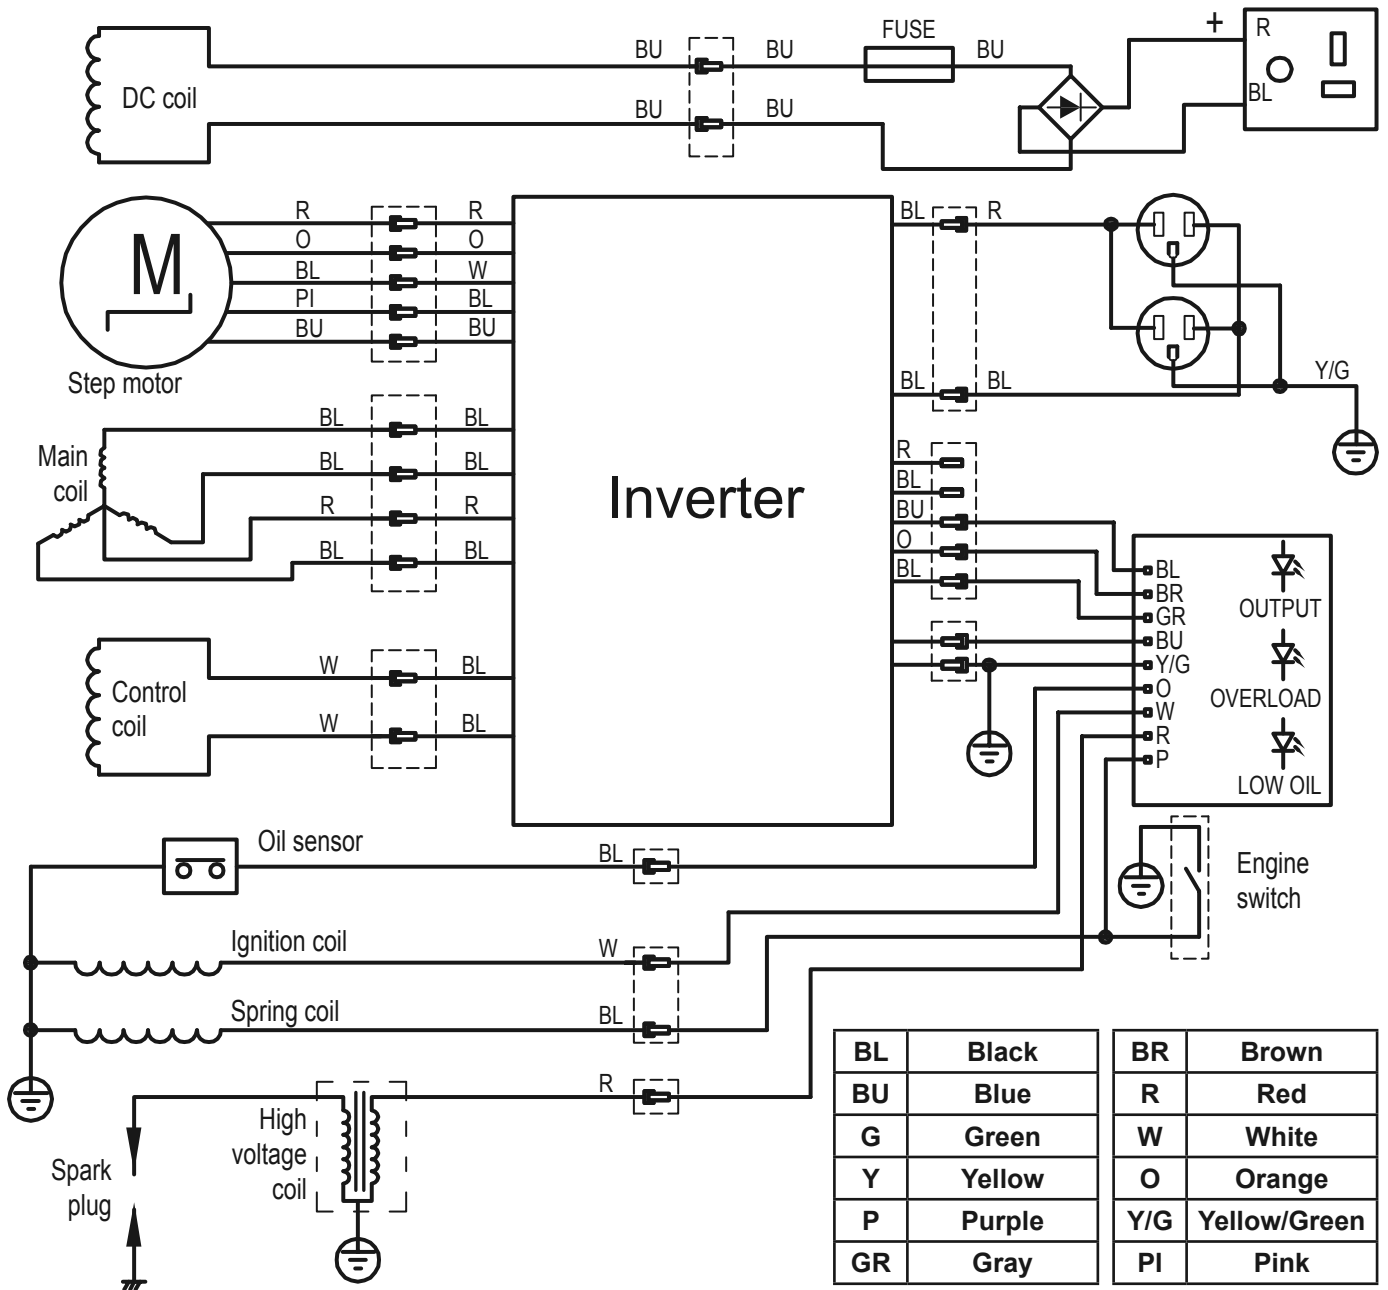 FUSE
+
R
BU
BU
BU
DC coil
BL
BU
BU
R
R
O
O
BL
W
PI
BL
BU
BU
M
Step motor
BL
R
BL
BL
Y/G
Main
coil
BL
BL
BL
BL
R
R
BL
BL
Inverter
R
BL
BU
O
BL
BL
BR
GR
BU
Y/G
O
W
R
P
OUTPUT
OVERLOAD
LOW OIL
Control
coil
W
BL
W
BL
Oil sensor
BL
Engine
switch
Ignition coil
W
Spring coil
BL
High
voltage
coil
R
Spark
plug
BL Black BR Brown
BU Blue R Red
G Green W White
Y Yellow O Orange
P Purple Y/G Yellow/Green
GR Gray PI Pink